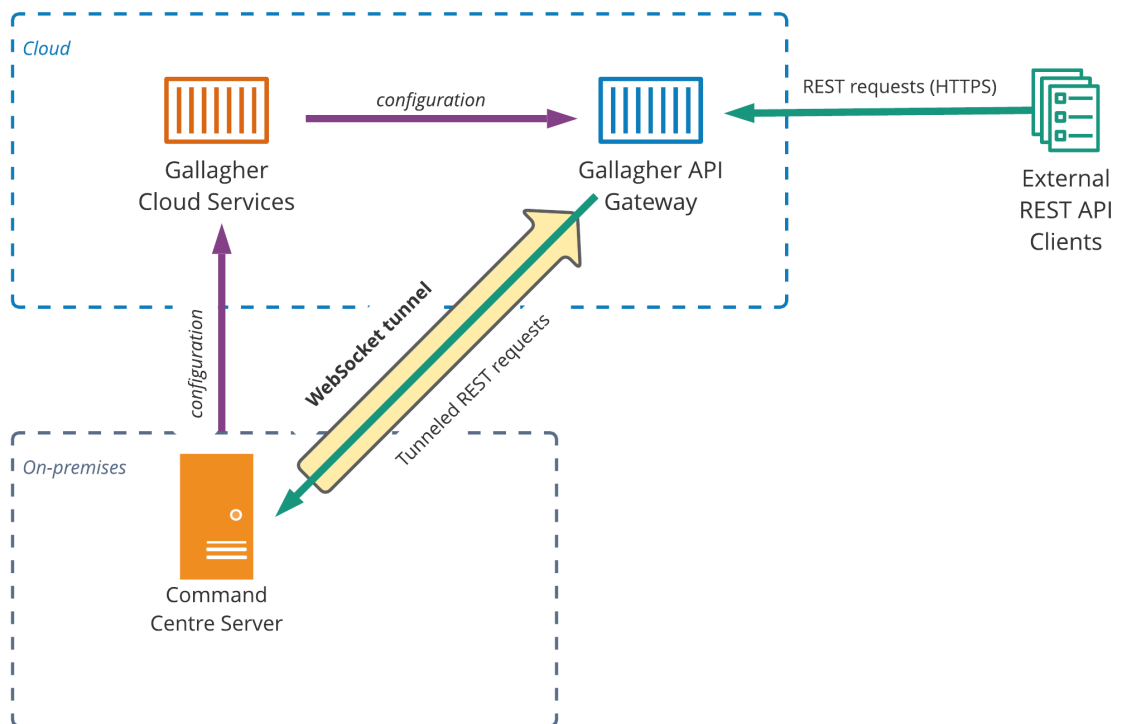 Cloud
configuration
REST requests (HTTPS)
Gallagher
Cloud Services
Gallagher API
Gateway
External
REST API
Clients
configuration
WebSocket tunnel
Tunneled REST requests
On-premises
Command
Centre Server